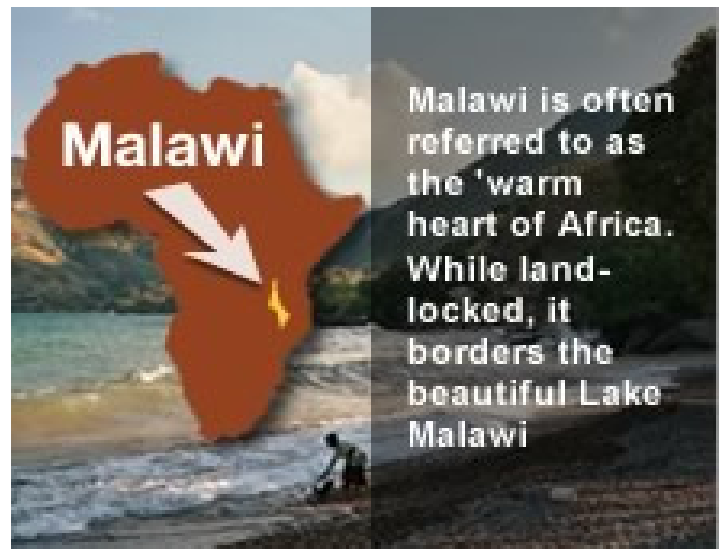 Malawi
Malawi is often
referred to as
the 'warm
heart of Africa.
While land-
locked, it
borders the
beautiful Lake
Malawi